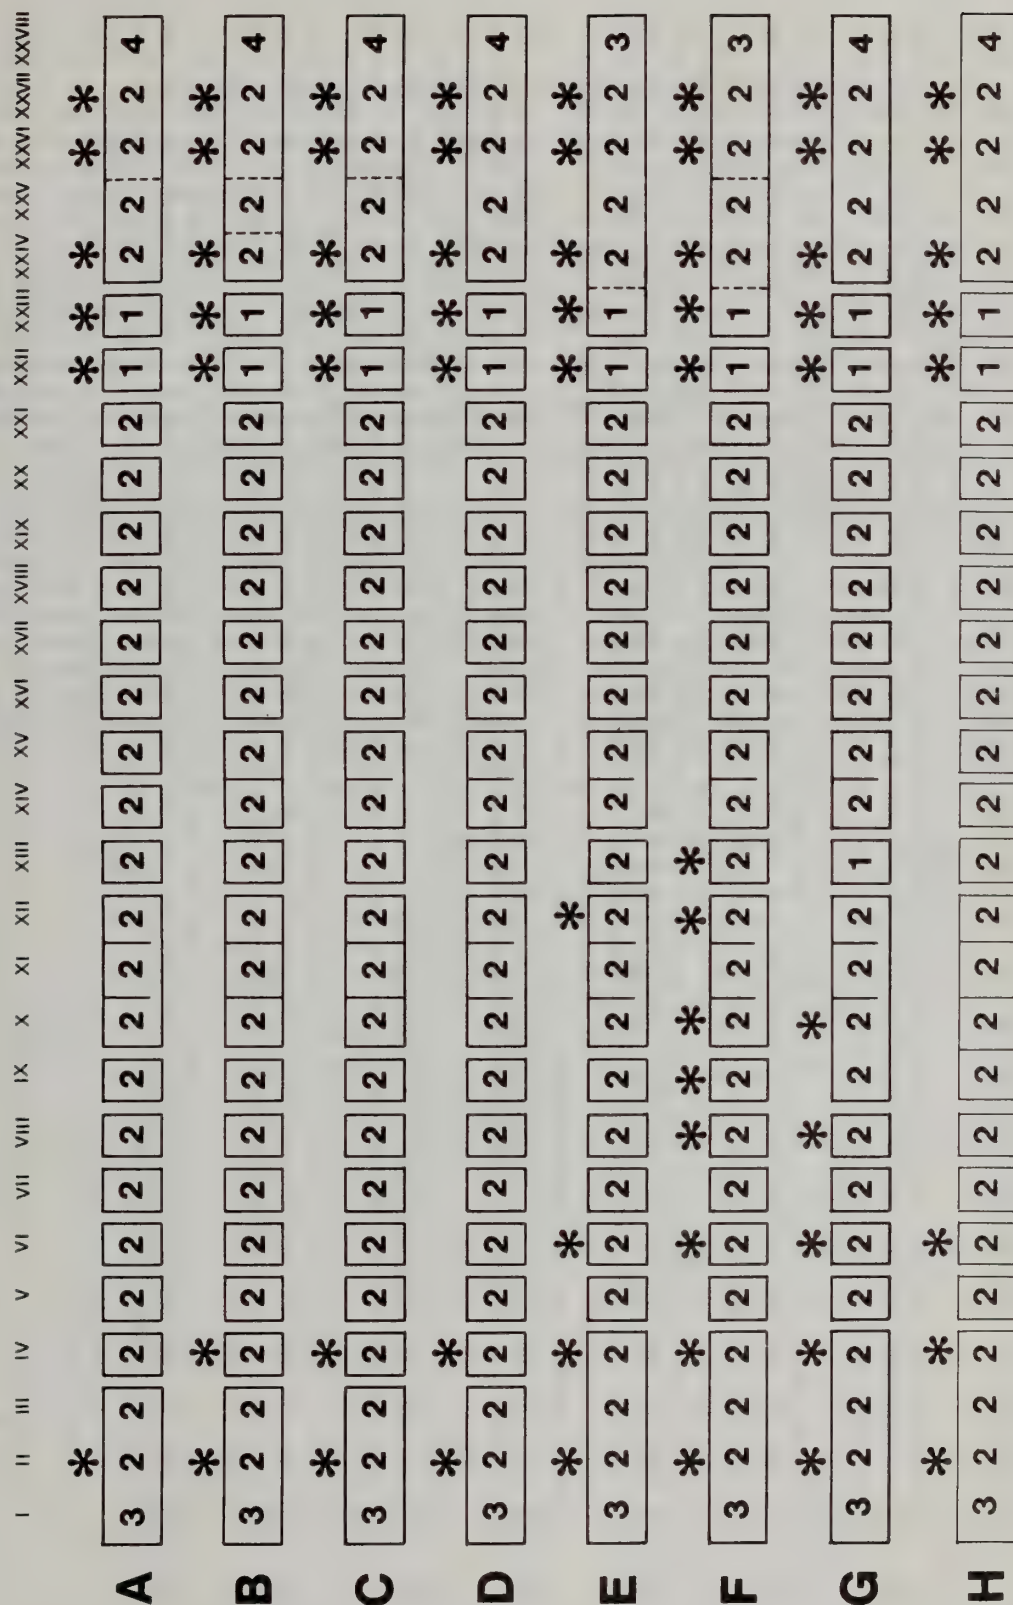 I II III IV V VI VII VIII IX X XI XII XIII XIV XV XVI XVII XVIII XIX XX XXI XXII XXIII XXIV XXV XXVI XXVII XXVIII
* * * * * *
A 3 2 2 2 2 2 2 2 2 2 2 2 2 2 2 2 2 2 2 2 2 1 1 2 2 2 2 4
* * * * * * *
B 3 2 2 2 2 2 2 2 2 2 2 2 2 2 2 2 2 2 2 2 2 1 1 2 2 2 2 4
* * * * * * *
C 3 2 2 2 2 2 2 2 2 2 2 2 2 2 2 2 2 2 2 2 2 1 1 2 2 2 2 4
* * * * * * *
D 3 2 2 2 2 2 2 2 2 2 2 2 2 2 2 2 2 2 2 2 2 1 1 2 2 2 2 4
* * * * * * * * *
E 3 2 2 2 2 2 2 2 2 2 2 2 2 2 2 2 2 2 2 2 2 1 1 2 2 2 2 3
* * * * * * * * * * * * *
F 3 2 2 2 2 2 2 2 2 2 2 2 2 2 2 2 2 2 2 2 2 1 1 2 2 2 2 3
* * * * * * * * * *
G 3 2 2 2 2 2 2 2 2 2 2 2 1 2 2 2 2 2 2 2 2 1 1 2 2 2 2 4
* * * * * * * *
H 3 2 2 2 2 2 2 2 2 2 2 2 2 2 2 2 2 2 2 2 2 1 1 2 2 2 2 4